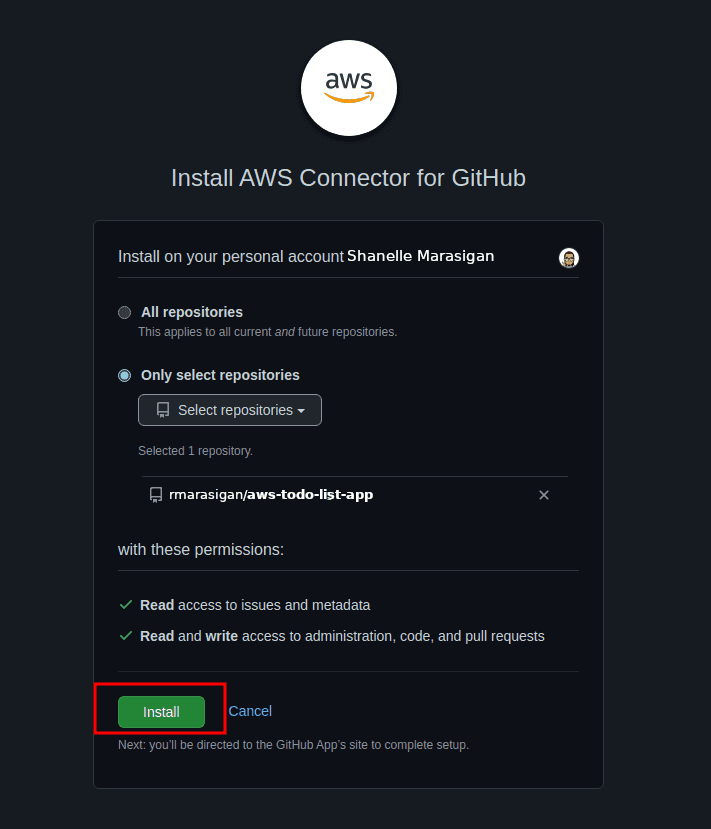 aws
Install AWS Connector for GitHub
Install on your personal account Shanelle Marasigan
All repositories
This applies to all current and future repositories.
Only select repositories
Select repositories
Selected 1 repository.
rmarasigan/aws-todo-list-app
with these permissions:
Read access to issues and metadata
Read and write access to administration, code, and pull requests
Install Cancel
Next: you'll be directed to the GitHub App's site to complete setup.